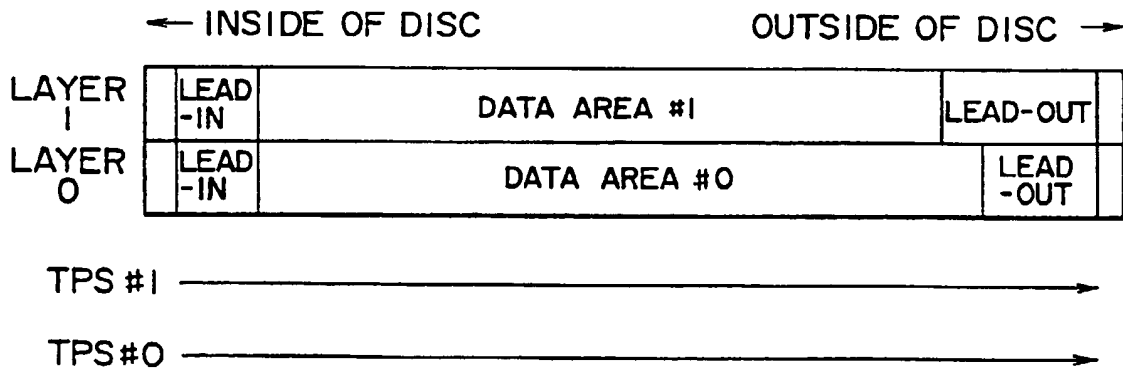 ← INSIDE OF DISC OUTSIDE OF DISC →
LAYER 1 LEAD-IN DATA AREA #1 LEAD-OUT
LAYER 0 LEAD-IN DATA AREA #0 LEAD-OUT
TPS #1
TPS #0